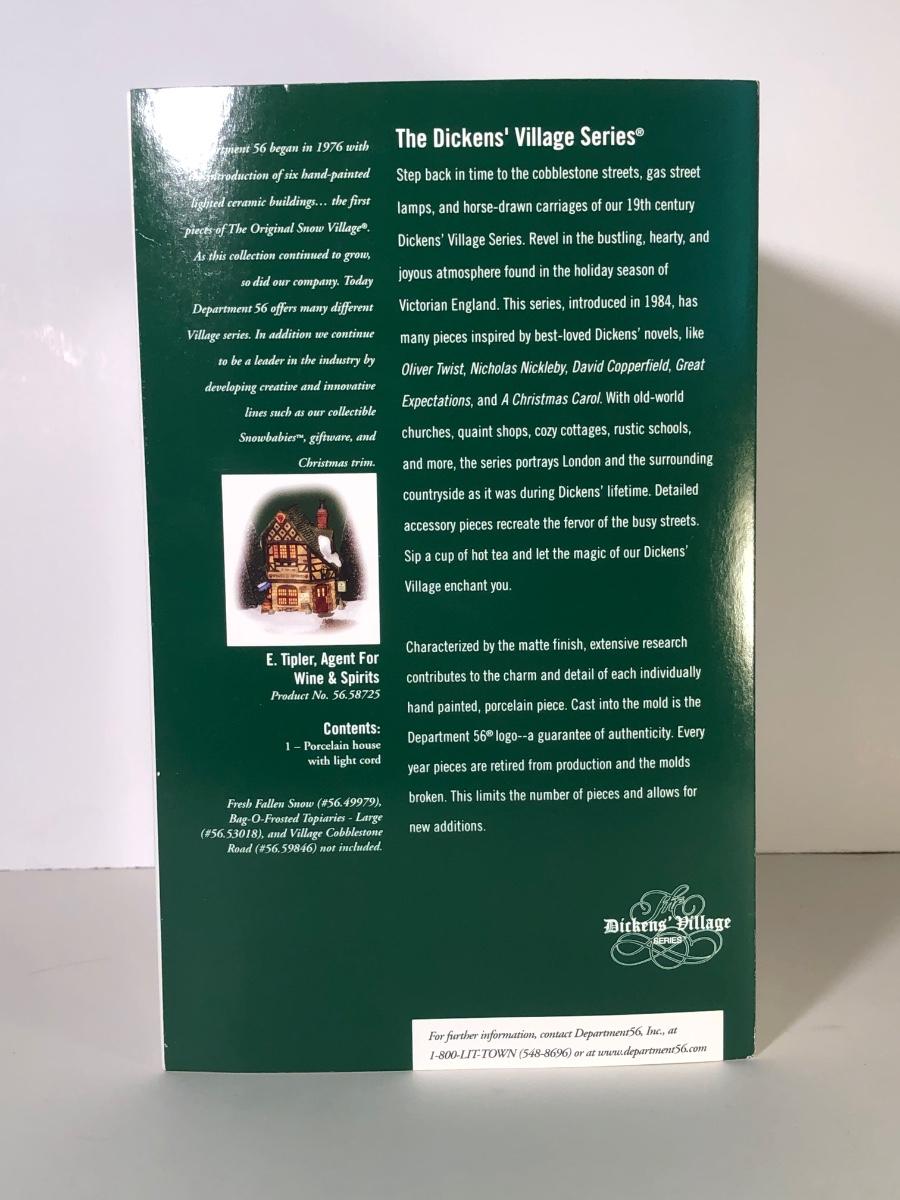 56 began in 1976 with
introduction of six hand-painted
lighted ceramic buildings... the first
pieces of The Original Snow Village®.
As this collection continued to grow,
so did our company. Today
Department 56 offers many different
Village series. In addition we continue
to be a leader in the industry by
developing creative and innovative
lines such as our collectible
Snowbabies™, giftware, and
Christmas trim.
E. Tipler, Agent For
Wine & Spirits
Product No. 56.58725
Contents:
1 – Porcelain house
with light cord
Fresh Fallen Snow (#56.49979),
Bag-O-Frosted Topiaries - Large
(#56.53018), and Village Cobblestone
Road (#56.59846) not included.
The Dickens' Village Series®
Step back in time to the cobblestone streets, gas street
lamps, and horse-drawn carriages of our 19th century
Dickens' Village Series. Revel in the bustling, hearty, and
joyous atmosphere found in the holiday season of
Victorian England. This series, introduced in 1984, has
many pieces inspired by best-loved Dickens' novels, like
Oliver Twist, Nicholas Nickleby, David Copperfield, Great
Expectations, and A Christmas Carol. With old-world
churches, quaint shops, cozy cottages, rustic schools,
and more, the series portrays London and the surrounding
countryside as it was during Dickens' lifetime. Detailed
accessory pieces recreate the fervor of the busy streets.
Sip a cup of hot tea and let the magic of our Dickens'
Village enchant you.
Characterized by the matte finish, extensive research
contributes to the charm and detail of each individually
hand painted, porcelain piece. Cast into the mold is the
Department 56® logo--a guarantee of authenticity. Every
year pieces are retired from production and the molds
broken. This limits the number of pieces and allows for
new additions.
The
Dickens' Village
SERIES
For further information, contact Department56, Inc., at
1-800-LIT-TOWN (548-8696) or at www.department56.com